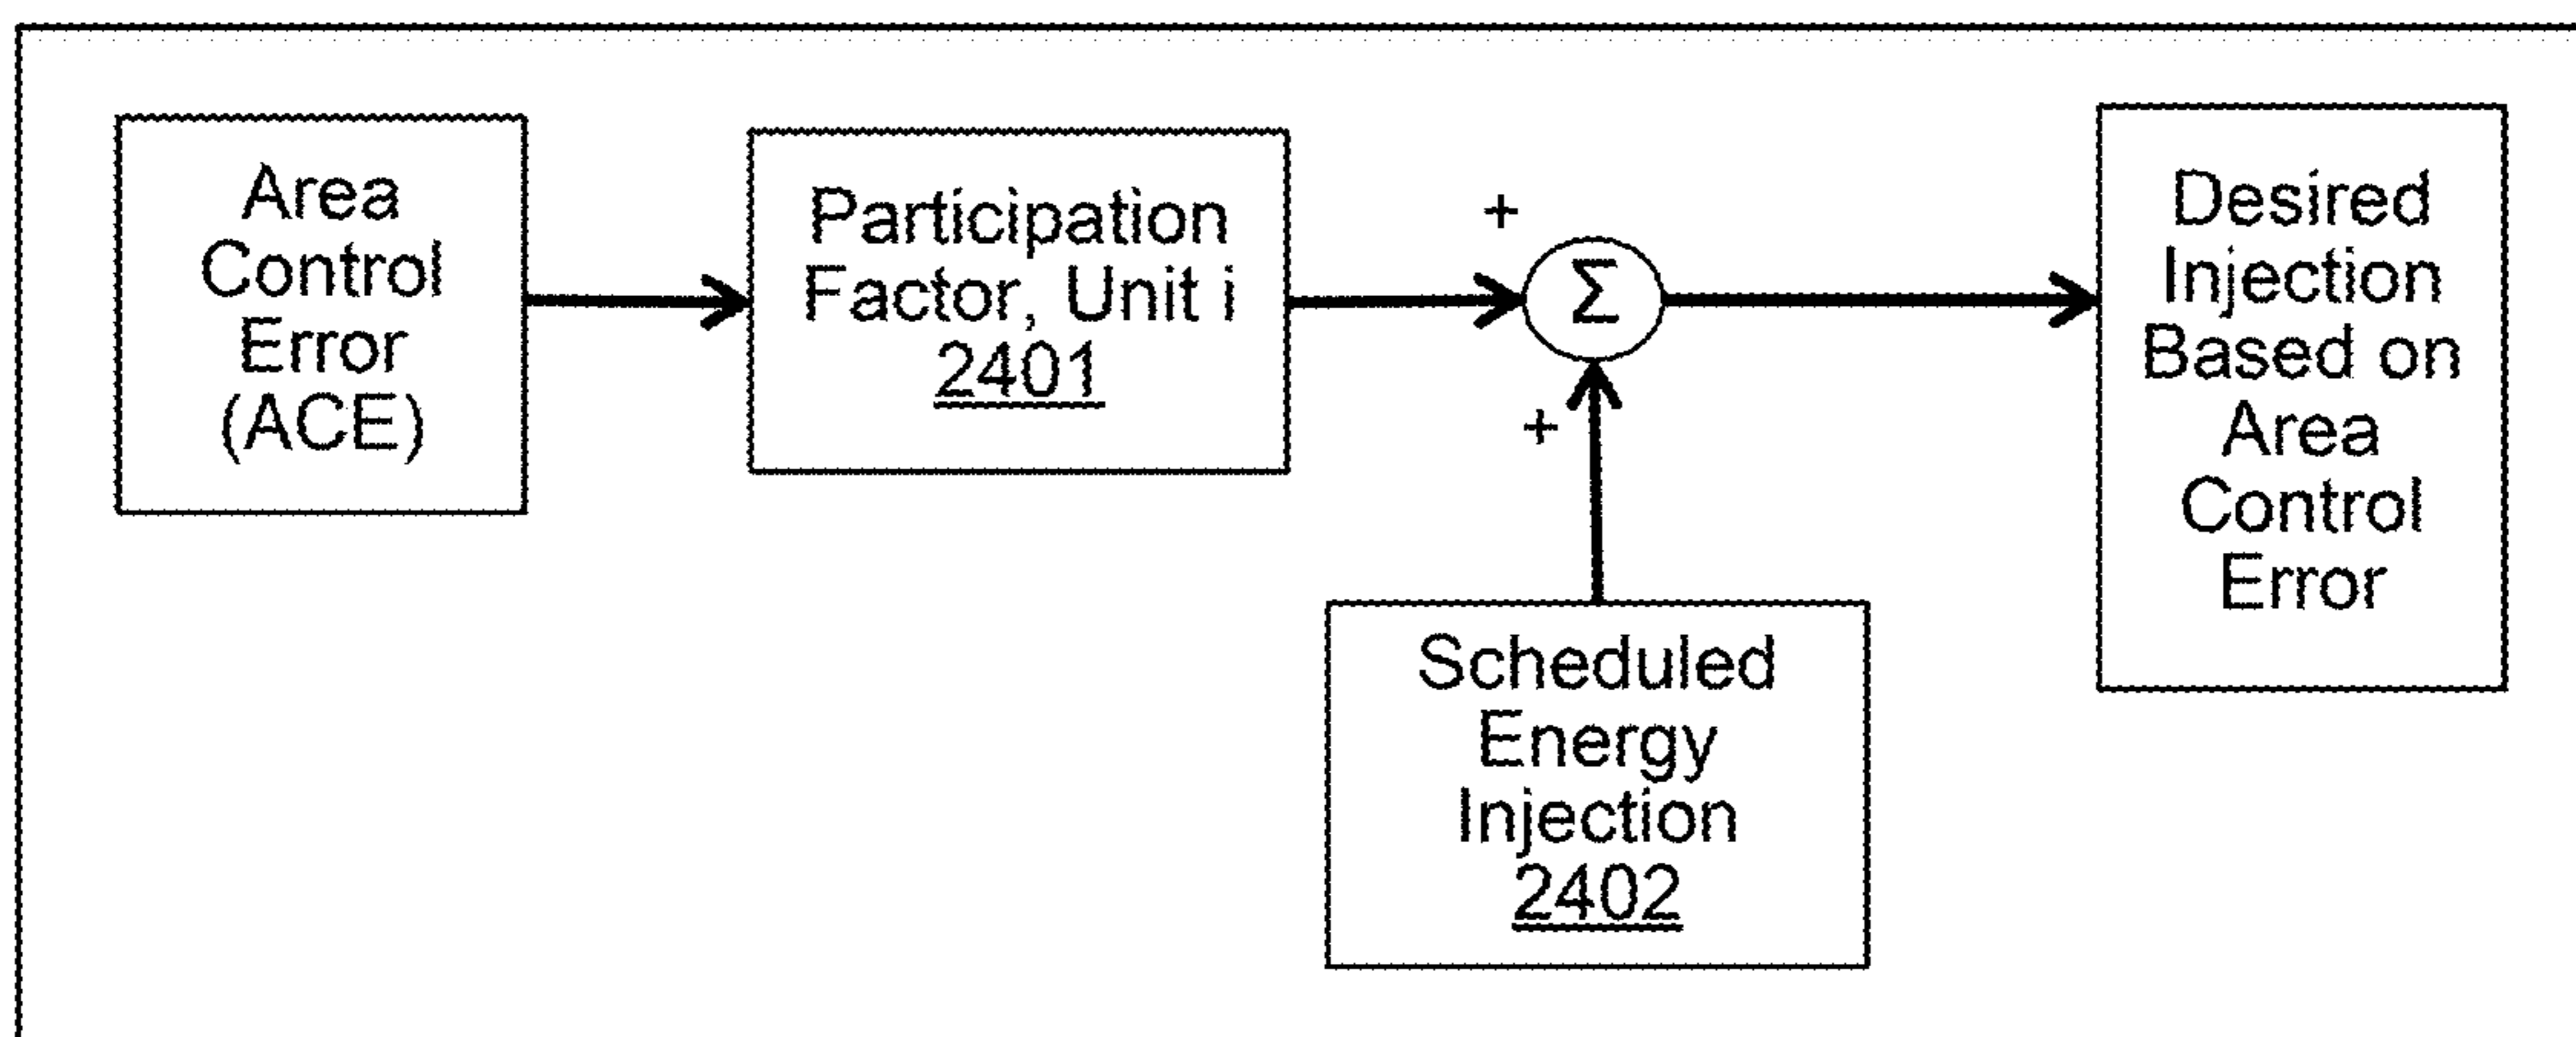 Area
Control
Error
(ACE)
Participation
Factor, Unit i
2401
+
Σ
+
Scheduled
Energy
Injection
2402
Desired
Injection
Based on
Area
Control
Error